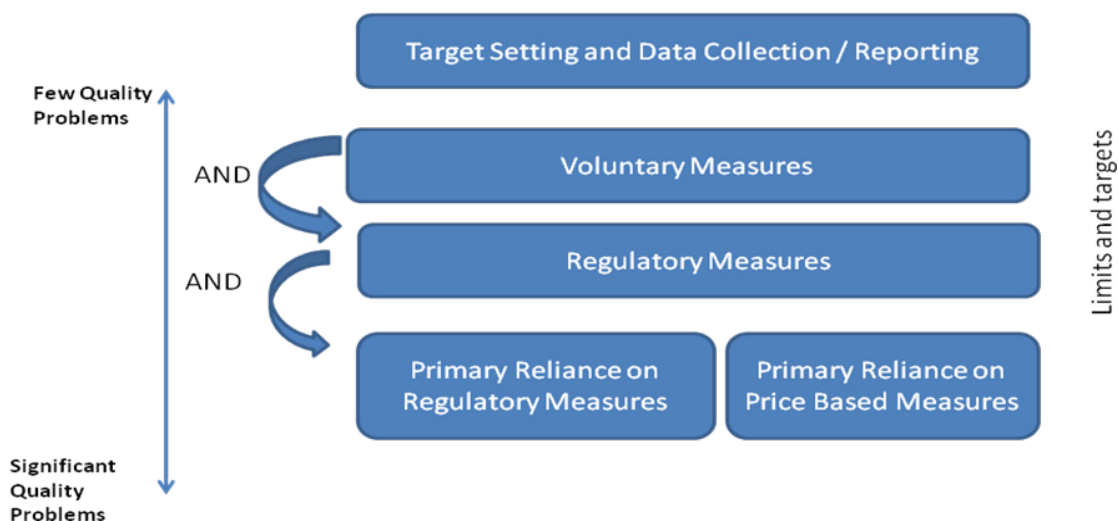 Target Setting and Data Collection / Reporting
Few Quality
Problems
Voluntary Measures
AND
Regulatory Measures
AND
Primary Reliance on
Regulatory Measures
Primary Reliance on
Price Based Measures
Significant
Quality
Problems
Limits and targets